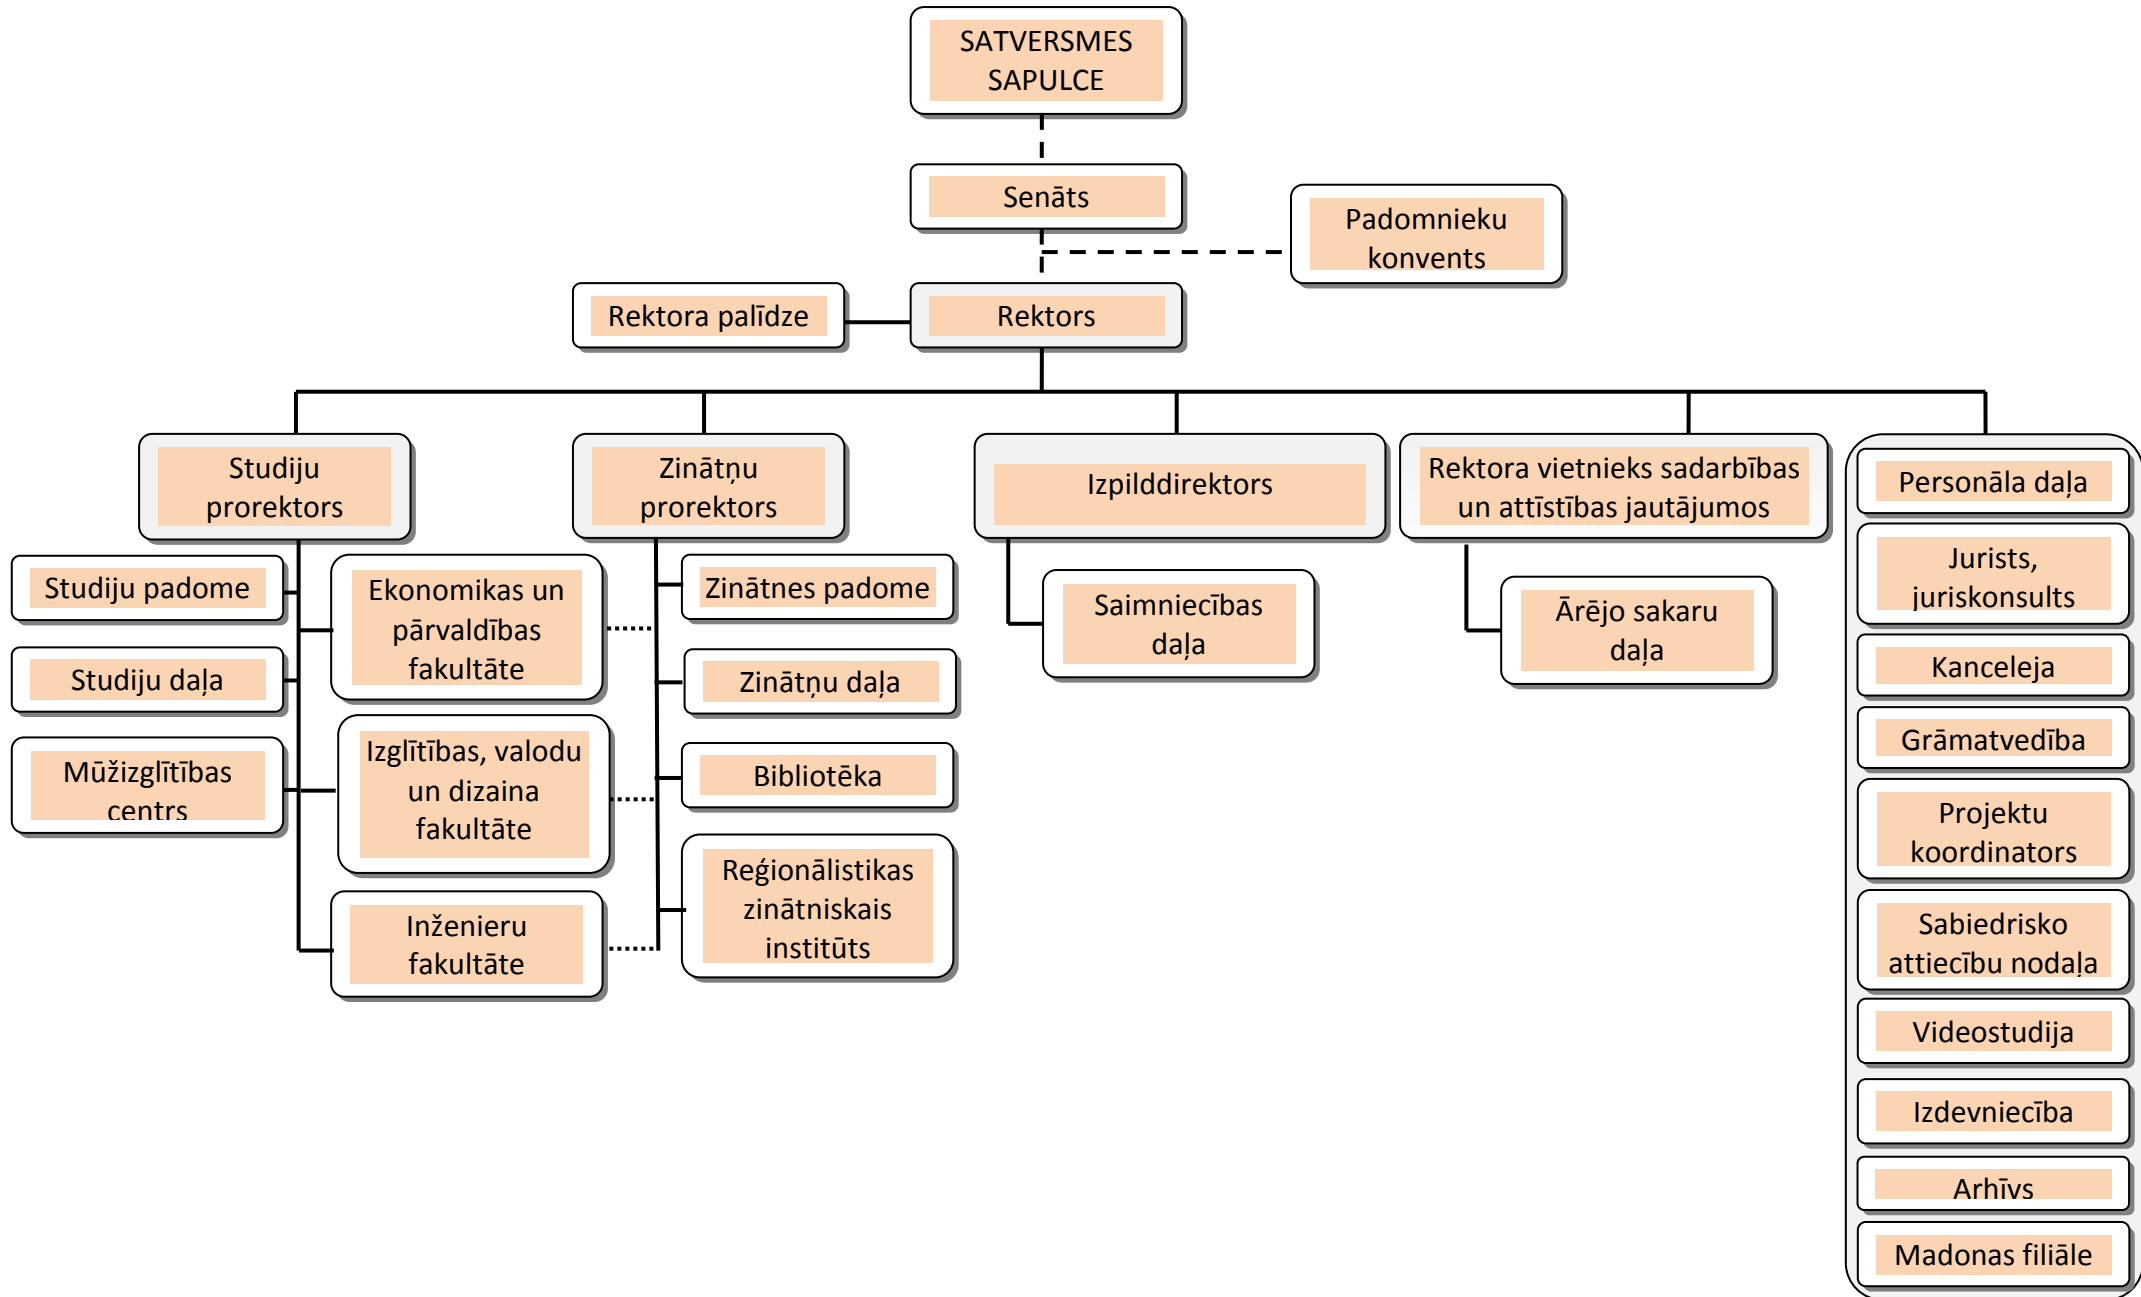 SATVERSMES
SAPULCE
Senāts
Padomnieku
konvents
Rektora palīdze
Rektors
Studiju
prorektors
Zinātņu
prorektors
Izpilddirektors
Rektora vietnieks sadarbības
un attīstības jautājumos
Studiju padome
Studiju daļa
Mūžizglītības
centrs
Ekonomikas un
pārvaldības
fakultāte
Izglītības, valodu
un dizaina
fakultāte
Inženieru
fakultāte
Zinātnes padome
Zinātņu daļa
Bibliotēka
Reģionālistikas
zinātniskais
institūts
Saimniecības
daļa
Ārējo sakaru
daļa
Personāla daļa
Jurists,
juriskonsults
Kanceleja
Grāmatvedība
Projektu
koordinators
Sabiedrisko
attiecību nodaļa
Videostudija
Izdevniecība
Arhīvs
Madonas filiāle